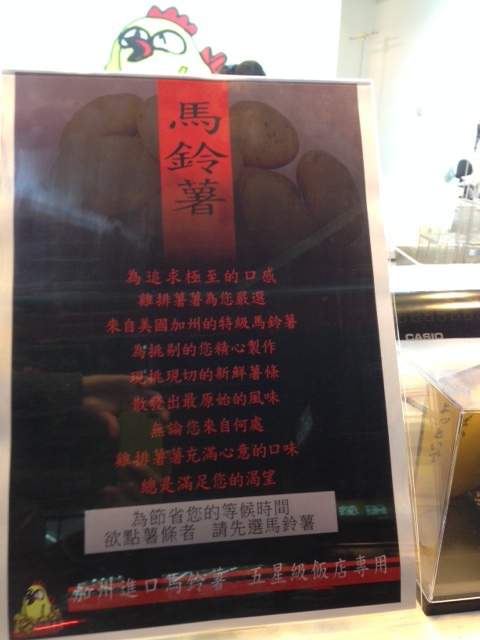 馬鈴薯
為追求極至的口感
雞排薯薯為您嚴選
來自美國加州的特級馬鈴薯
為挑剔的您精心製作
現挑現切的新鮮薯條
散發出最原始的風味
無論您來自何處
雞排薯薯充滿心意的口味
總是滿足您的渴望
為節省您的等候時間
欲點薯條者 請先選馬鈴薯
加州進口馬鈴薯 五星級飯店專用
CASIO